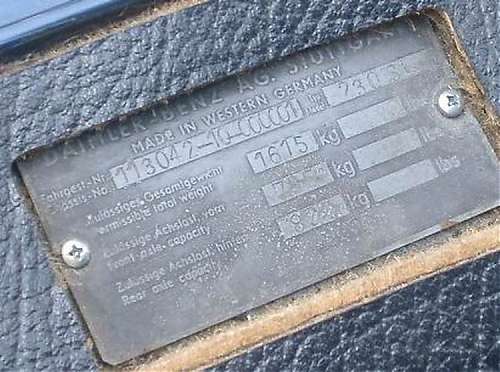 DAIMLER-BENZ AG. STUTTGART
MADE IN WESTERN GERMANY
Fahrgest-Nr. 113042-10-000001 230 SL
Chassis-No.
Zulässiges Gesamtgewicht 1615 kg lbs
permissible total weight
Zulässige Achslast, vorn kg lbs
Front axle capacity
Zulässige Achslast, hinten kg lbs
Rear axle capacity